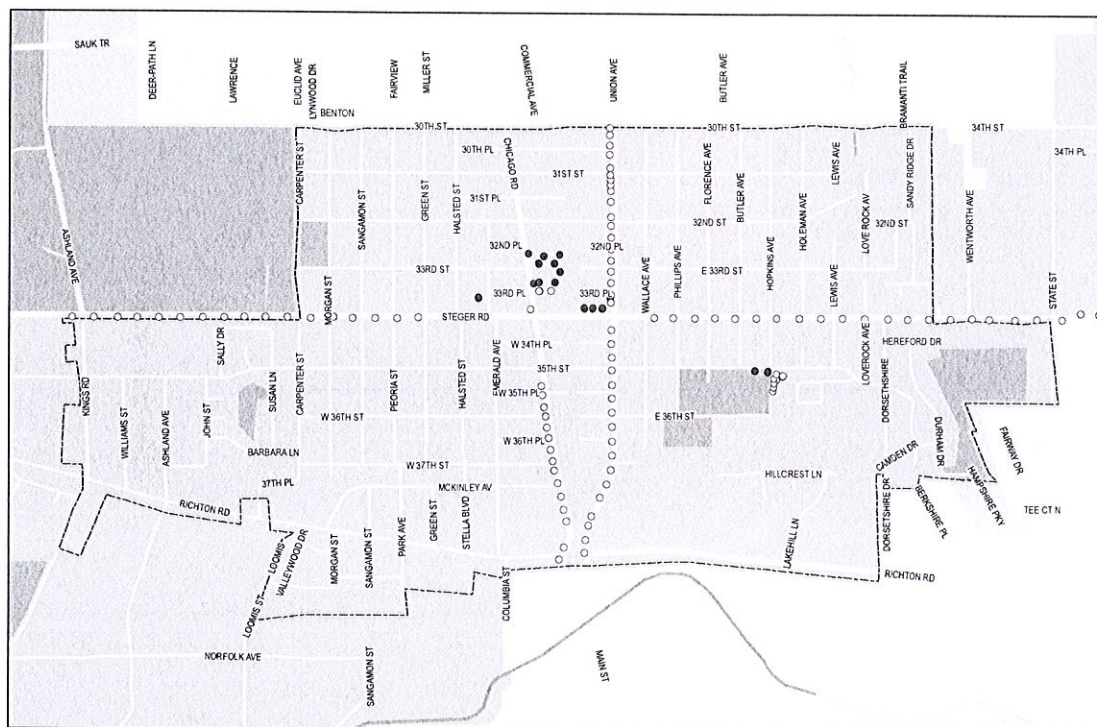 SAUK TR
DEER-PATH LN
LAWRENCE
EUCLID AVE
LYNWOOD DR
BENTON
FAIRVIEW
MILLER ST
COMMERCIAL AVE
UNION AVE
BUTLER AVE
BRAMANTI TRAIL
30TH ST
30TH ST
34TH ST
34TH PL
30TH PL
CHICAGO RD
31ST ST
31ST PL
CARPENTER ST
SANGAMON ST
GREEN ST
HALSTED ST
FLORENCE AVE
BUTLER AVE
LEWIS AVE
HOLEMAN AVE
LOVE ROCK AV
SANDY RIDGE DR
32ND ST
32ND ST
WENTWORTH AVE
ASHLAND AVE
32ND PL
32ND PL
33RD ST
E 33RD ST
PHILLIPS AVE
HOPKINS AVE
WALLACE AVE
LEWIS AVE
STATE ST
33RD PL
33RD PL
MORGAN ST
STEGER RD
SALLY DR
W 34TH PL
HEREFORD DR
LOVEROCK AVE
35TH ST
KINGS RD
SUSAN LN
CARPENTER ST
PEORIA ST
HALSTED ST
EMERALD AVE
W 35TH PL
WILLIAMS ST
ASHLAND AVE
JOHN ST
W 36TH ST
E 36TH ST
DORSETHSHIRE
DURHAM DR
FAIRWAY DR
BARBARA LN
W 36TH PL
W 37TH ST
CAMDEN DR
HILLCREST LN
37TH PL
MCKINLEY AV
HAMPSHIRE PKY
BERKSHIRE PL
TEE CT N
RICHTON RD
LOOMIS
VALLEYWOOD DR
MORGAN ST
SANGAMON ST
PARK AVE
GREEN ST
STELLA BLVD
LAKEHILL LN
DORSETSHIRE DR
RICHTON RD
COLUMBIA ST
LOOMIS ST
NORFOLK AVE
SANGAMON ST
MAIN ST